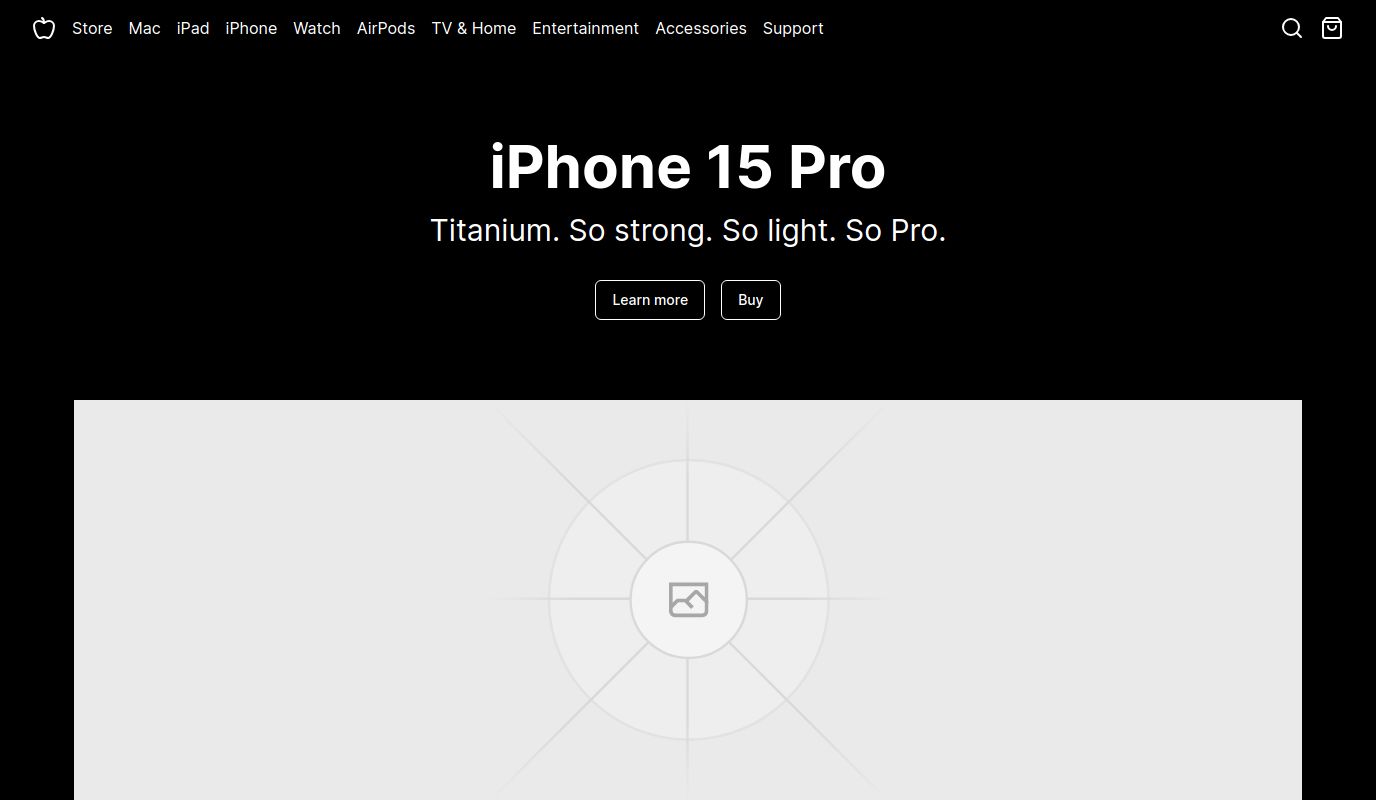 Store Mac iPad iPhone Watch AirPods TV & Home Entertainment Accessories Support
iPhone 15 Pro
Titanium. So strong. So light. So Pro.
Learn more Buy